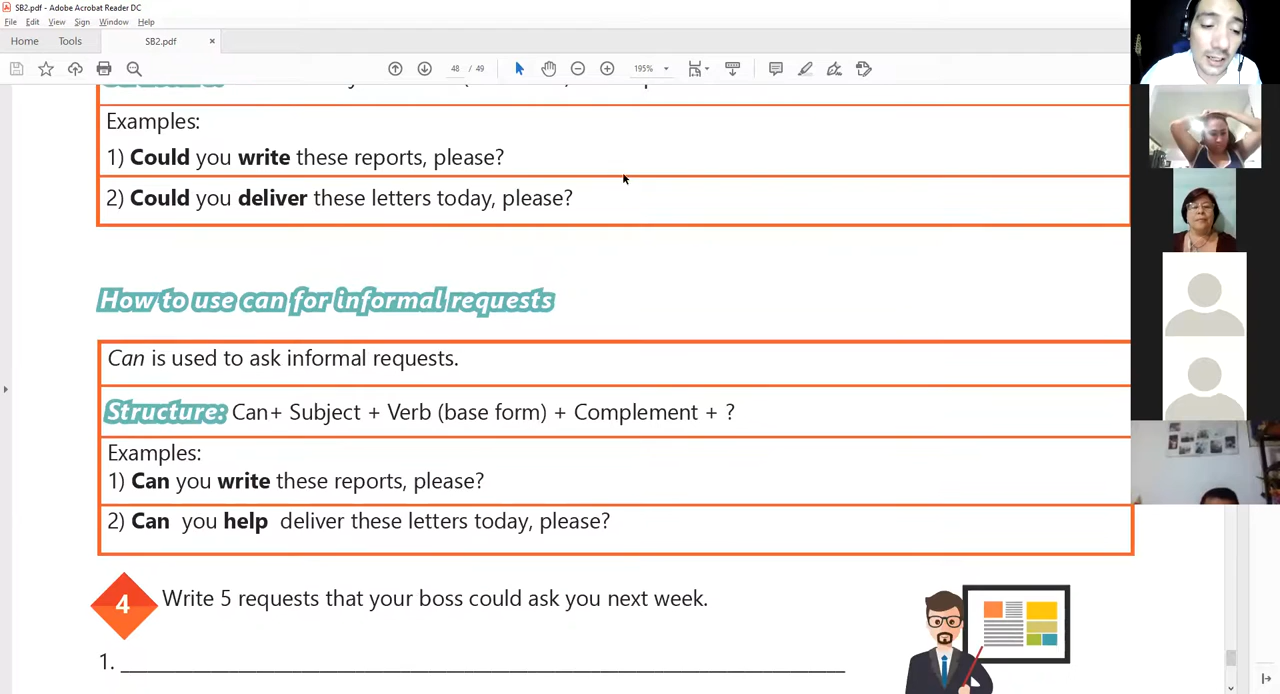 SB2.pdf - Adobe Acrobat Reader DC
File Edit View Sign Window Help
Home Tools SB2.pdf ×
48 / 49 195%
Examples:
1) Could you write these reports, please?
2) Could you deliver these letters today, please?
How to use can for informal requests
Can is used to ask informal requests.
Structure: Can+ Subject + Verb (base form) + Complement + ?
Examples:
1) Can you write these reports, please?
2) Can you help deliver these letters today, please?
4 Write 5 requests that your boss could ask you next week.
1.